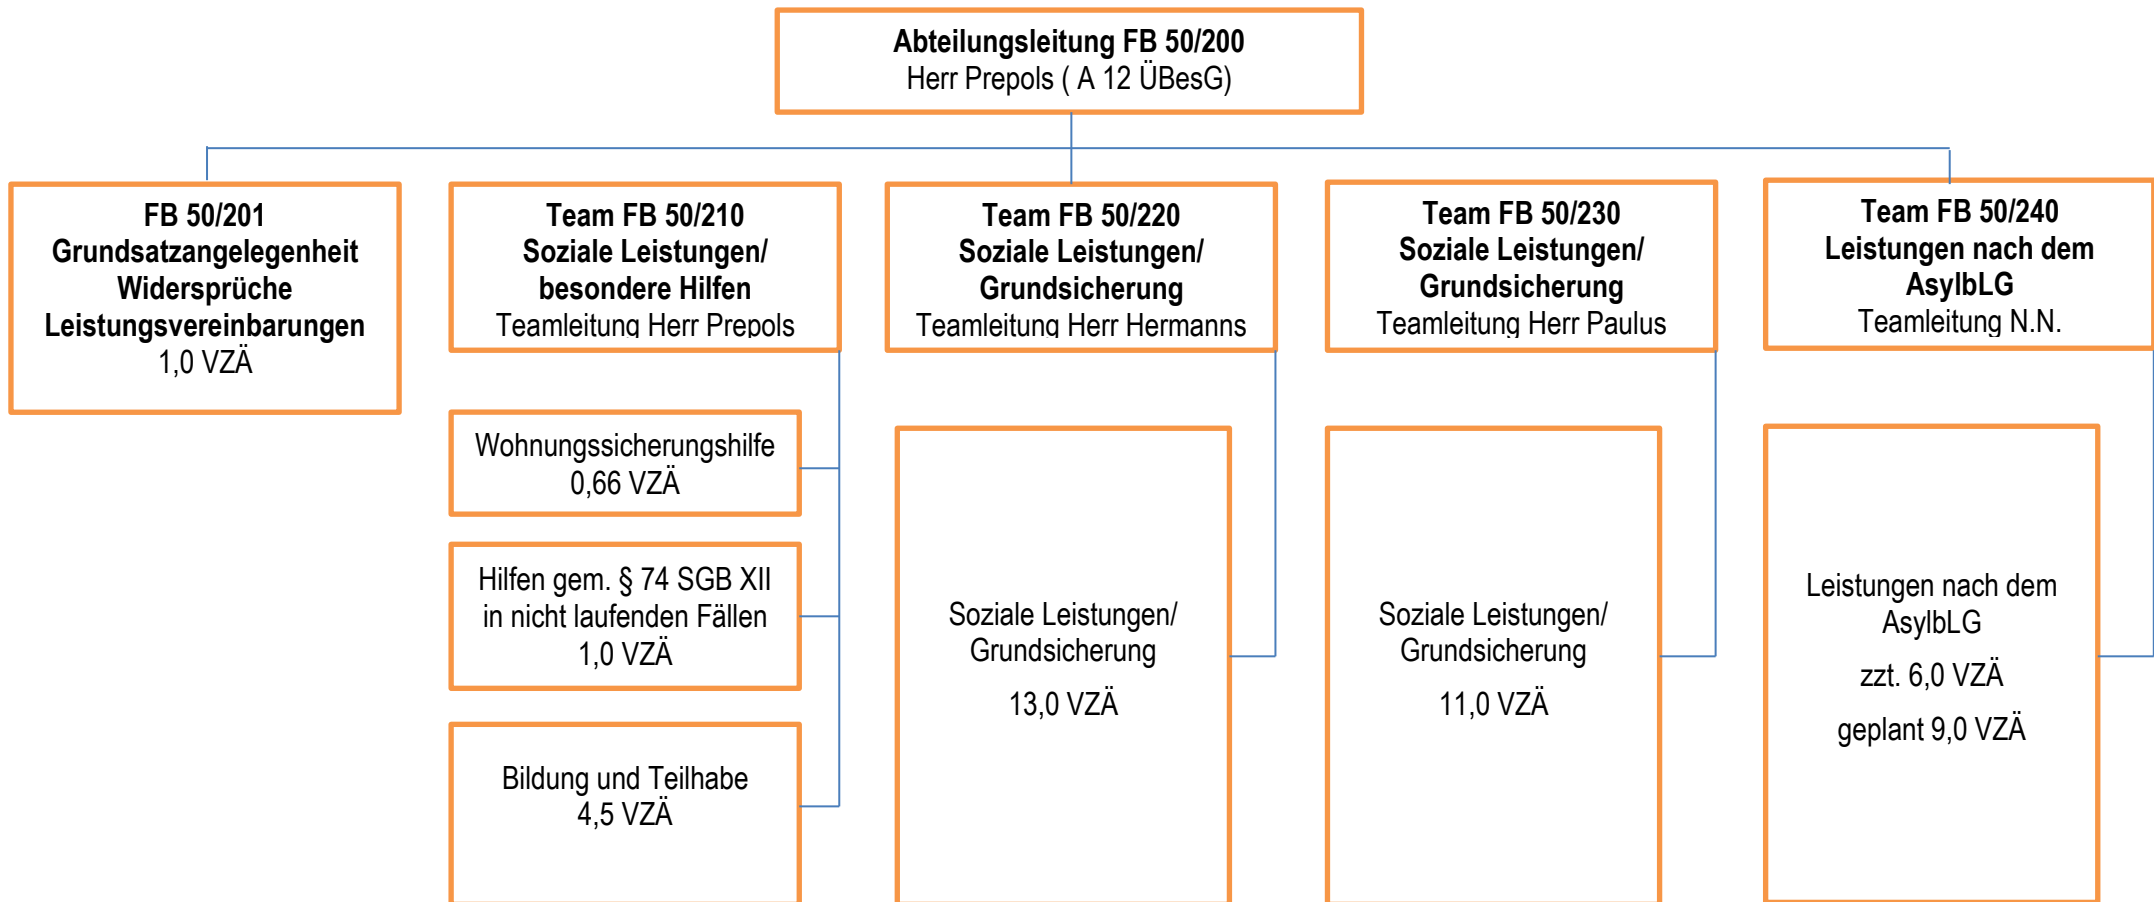 Abteilungsleitung FB 50/200
Herr Prepols ( A 12 ÜBesG)
FB 50/201
Grundsatzangelegenheit
Widersprüche
Leistungsvereinbarungen
1,0 VZÄ
Team FB 50/210
Soziale Leistungen/
besondere Hilfen
Teamleitung Herr Prepols
Team FB 50/220
Soziale Leistungen/
Grundsicherung
Teamleitung Herr Hermanns
Team FB 50/230
Soziale Leistungen/
Grundsicherung
Teamleitung Herr Paulus
Team FB 50/240
Leistungen nach dem
AsylbLG
Teamleitung N.N.
Wohnungssicherungshilfe
0,66 VZÄ
Hilfen gem. § 74 SGB XII
in nicht laufenden Fällen
1,0 VZÄ
Bildung und Teilhabe
4,5 VZÄ
Soziale Leistungen/
Grundsicherung
13,0 VZÄ
Soziale Leistungen/
Grundsicherung
11,0 VZÄ
Leistungen nach dem
AsylbLG
zzt. 6,0 VZÄ
geplant 9,0 VZÄ